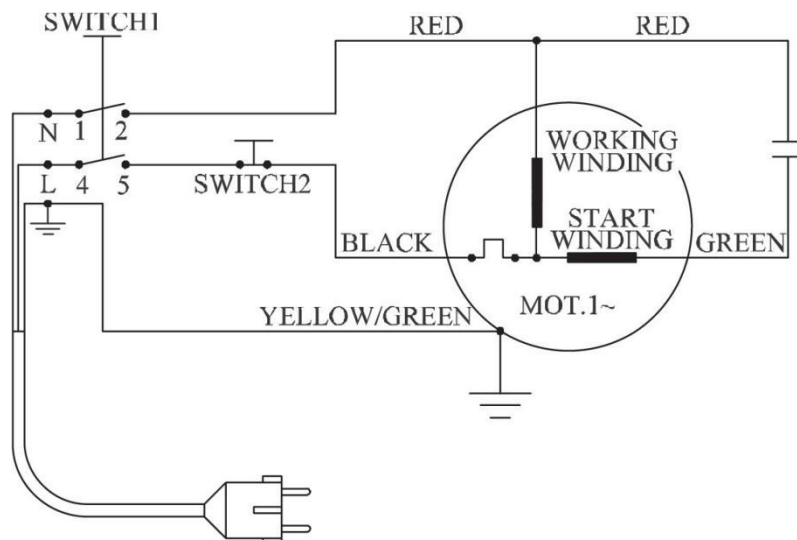 SWITCH1
RED RED
N 1 2
WORKING
WINDING
L 4 5
SWITCH2
START
WINDING
BLACK GREEN
MOT.1~
YELLOW/GREEN